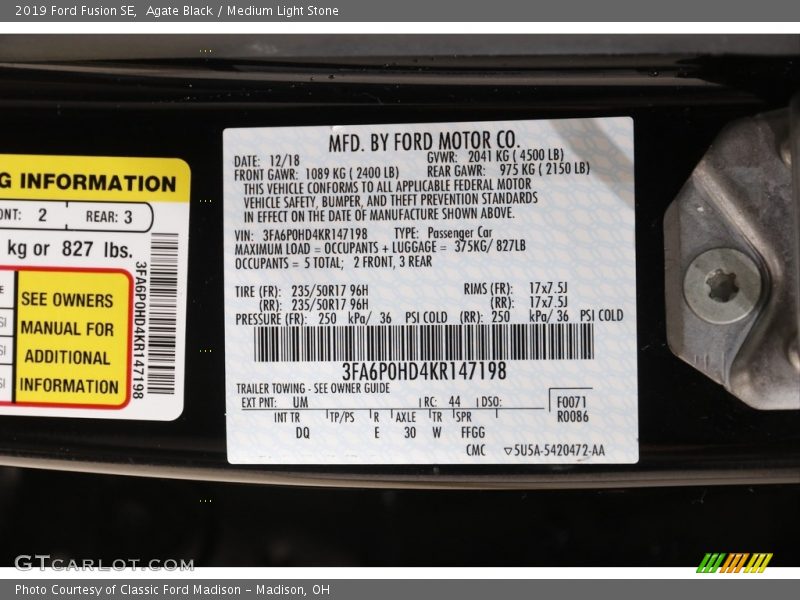 2019 Ford Fusion SE,  Agate Black / Medium Light Stone
G INFORMATION
ONT: 2 REAR: 3
kg or 827 lbs.
SEE OWNERS
MANUAL FOR
ADDITIONAL
INFORMATION
3FA6P0HD4KR147198
MFD. BY FORD MOTOR CO.
DATE: 12/18 GVWR: 2041 KG ( 4500 LB)
FRONT GAWR: 1089 KG ( 2400 LB) REAR GAWR: 975 KG ( 2150 LB)
THIS VEHICLE CONFORMS TO ALL APPLICABLE FEDERAL MOTOR
VEHICLE SAFETY, BUMPER, AND THEFT PREVENTION STANDARDS
IN EFFECT ON THE DATE OF MANUFACTURE SHOWN ABOVE.
VIN: 3FA6P0HD4KR147198 TYPE: Passenger Car
MAXIMUM LOAD = OCCUPANTS + LUGGAGE = 375KG/ 827LB
OCCUPANTS = 5 TOTAL; 2 FRONT, 3 REAR
TIRE (FR): 235/50R17 96H RIMS (FR): 17x7.5J
(RR): 235/50R17 96H (RR): 17x7.5J
PRESSURE (FR): 250 kPa/ 36 PSI COLD (RR): 250 kPa/ 36 PSI COLD
3FA6P0HD4KR147198
TRAILER TOWING - SEE OWNER GUIDE
EXT PNT: UM RC: 44 DSO: F0071
INT TR TP/PS R AXLE TR SPR R0086
DQ E 30 W FFGG
CMC ▽5U5A-5420472-AA
GTCARLOT.COM
Photo Courtesy of Classic Ford Madison - Madison, OH